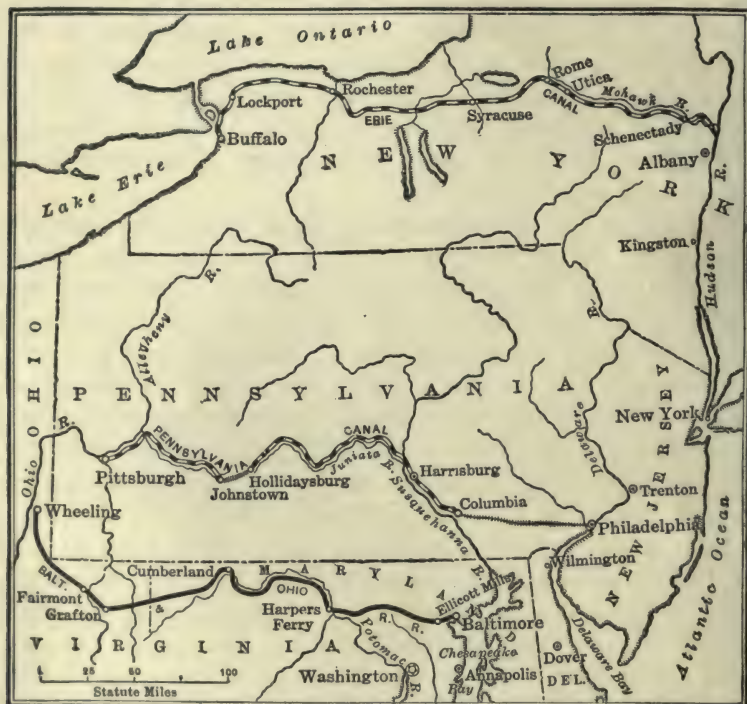 Lake Ontario
Rochester
Rome
Utica
Mohawk R.
Lockport
ERIE
Syracuse
CANAL
Schenectady
Buffalo
NEW YORK
Albany
Lake Erie
Kingston
Hudson R.
Allegheny R.
R.
OHIO
PENNSYLVANIA
NEW JERSEY
New York
Delaware
PENNSYLVANIA CANAL
Juniata R.
Harrisburg
Ohio R.
Pittsburgh
Hollidaysburg
Johnstown
Susquehanna R.
Columbia
Trenton
Wheeling
Philadelphia
Atlantic Ocean
Cumberland
MARYLAND
Wilmington
BALT. & OHIO R. R.
Ellicott Mills
Fairmont
Grafton
Harpers Ferry
Baltimore
VIRGINIA
Potomac R.
Chesapeake Bay
Delaware Bay
Washington
Annapolis
Dover
DEL.
0 25 50 100
Statute Miles